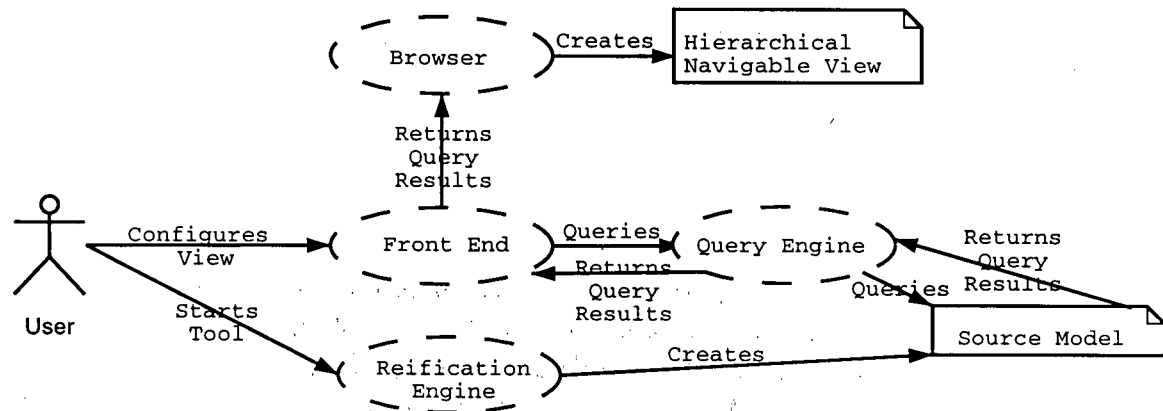 Browser
Creates
Hierarchical
Navigable View
Returns
Query
Results
Configures
View
Front End
Queries
Query Engine
Returns
Query
Results
Returns
Query
Results
Queries
Starts
Tool
User
Source Model
Reification
Engine
Creates